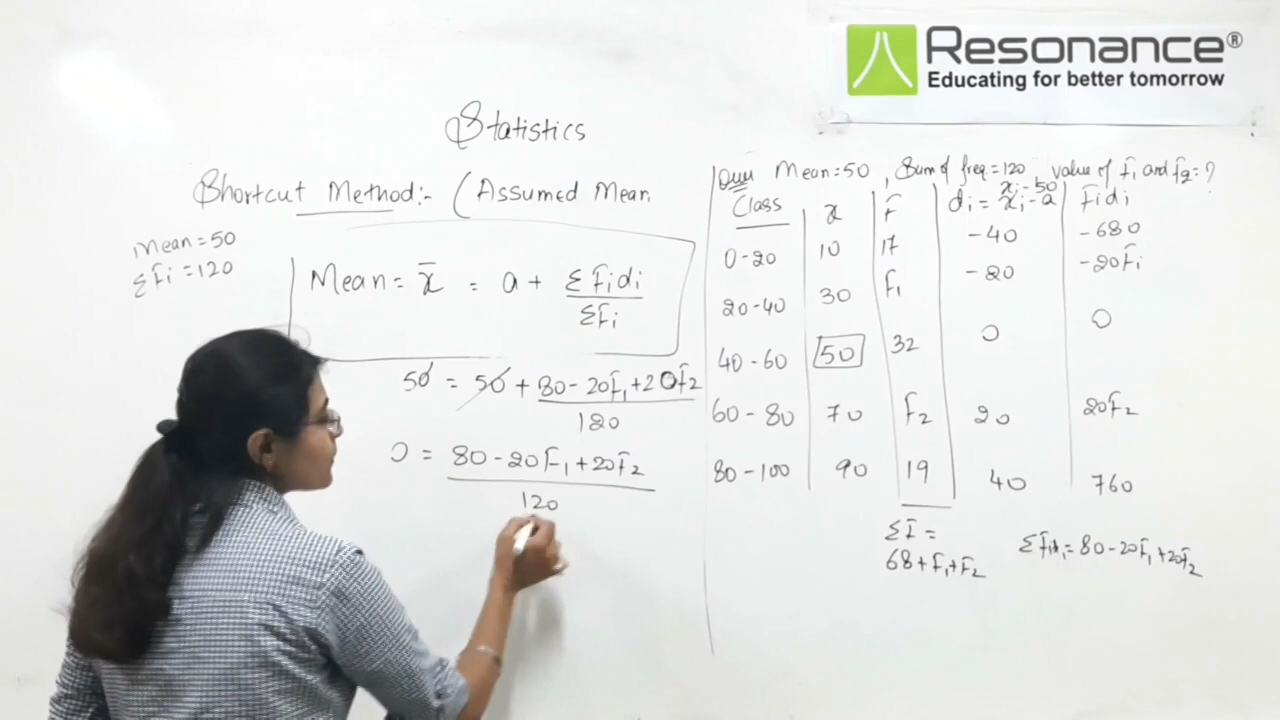 Resonance®
Educating for better tomorrow
Statistics
Shortcut Method:- (Assumed Mean
Mean=50
Σfi=120
Mean = x̄ = a + Σfidi/Σfi
50 = 50 + 80-20f₁+20f₂/120
0 = 80-20f₁+20f₂/120
Ques Mean=50, Sum of freq=120 value of f₁ and f₂=?
xi-50
Class x f di = xi-a fidi
0-20 10 17 -40 -680
20-40 30 f₁ -20 -20fi
40-60 50 32 0 0
60-80 70 f₂ 20 20f₂
80-100 90 19 40 760
Σf =
68+f₁+f₂
Σfidi=80-20f₁+20f₂